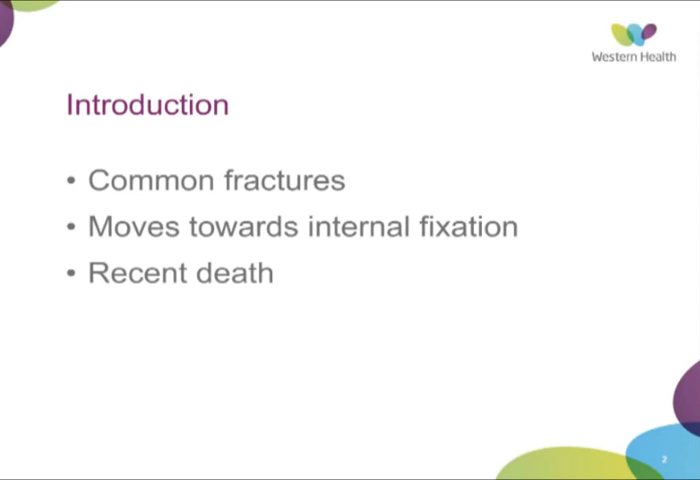 Western Health
Introduction
• Common fractures
• Moves towards internal fixation
• Recent death
2